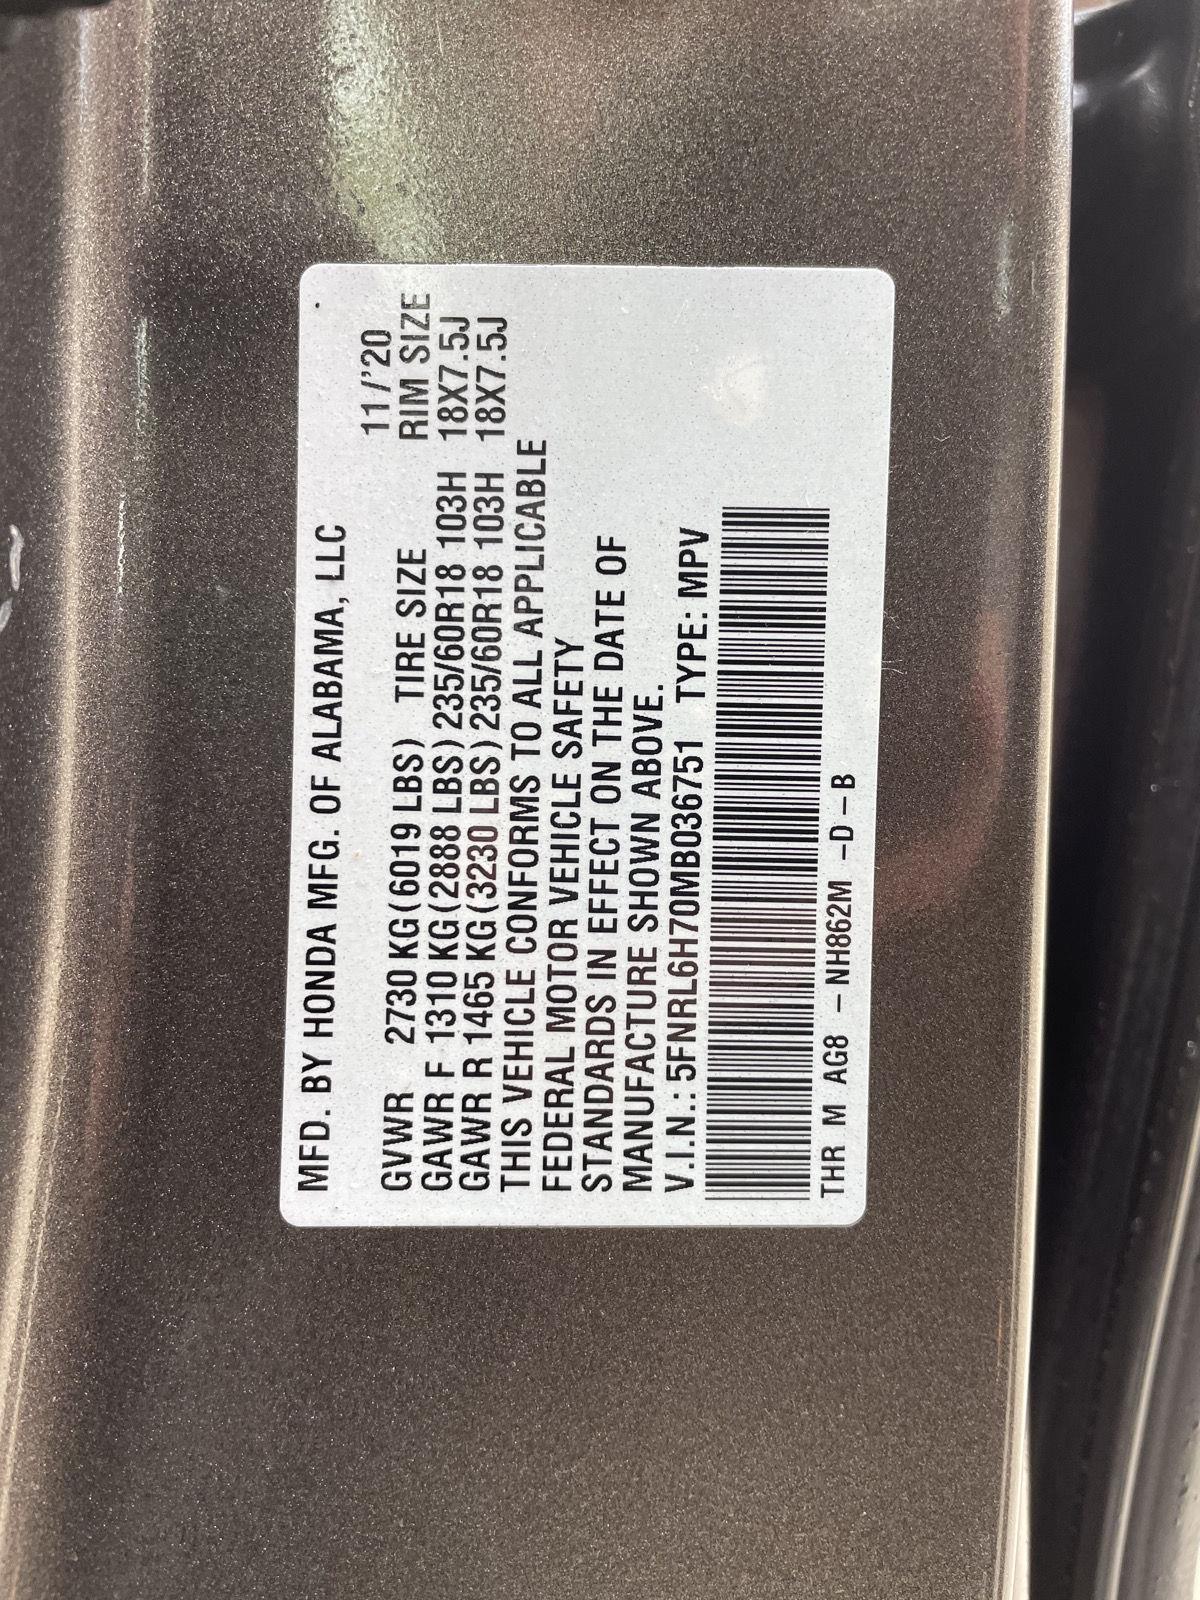 MFD. BY HONDA MFG. OF ALABAMA, LLC
11/'20
GVWR 2730 KG(6019 LBS) TIRE SIZE RIM SIZE
GAWR F 1310 KG(2888 LBS) 235/60R18 103H 18X7.5J
GAWR R 1465 KG(3230 LBS) 235/60R18 103H 18X7.5J
THIS VEHICLE CONFORMS TO ALL APPLICABLE
FEDERAL MOTOR VEHICLE SAFETY
STANDARDS IN EFFECT ON THE DATE OF
MANUFACTURE SHOWN ABOVE.
V.I.N.: 5FNRL6H70MB036751 TYPE: MPV
THR M AG8 - NH862M - D - B